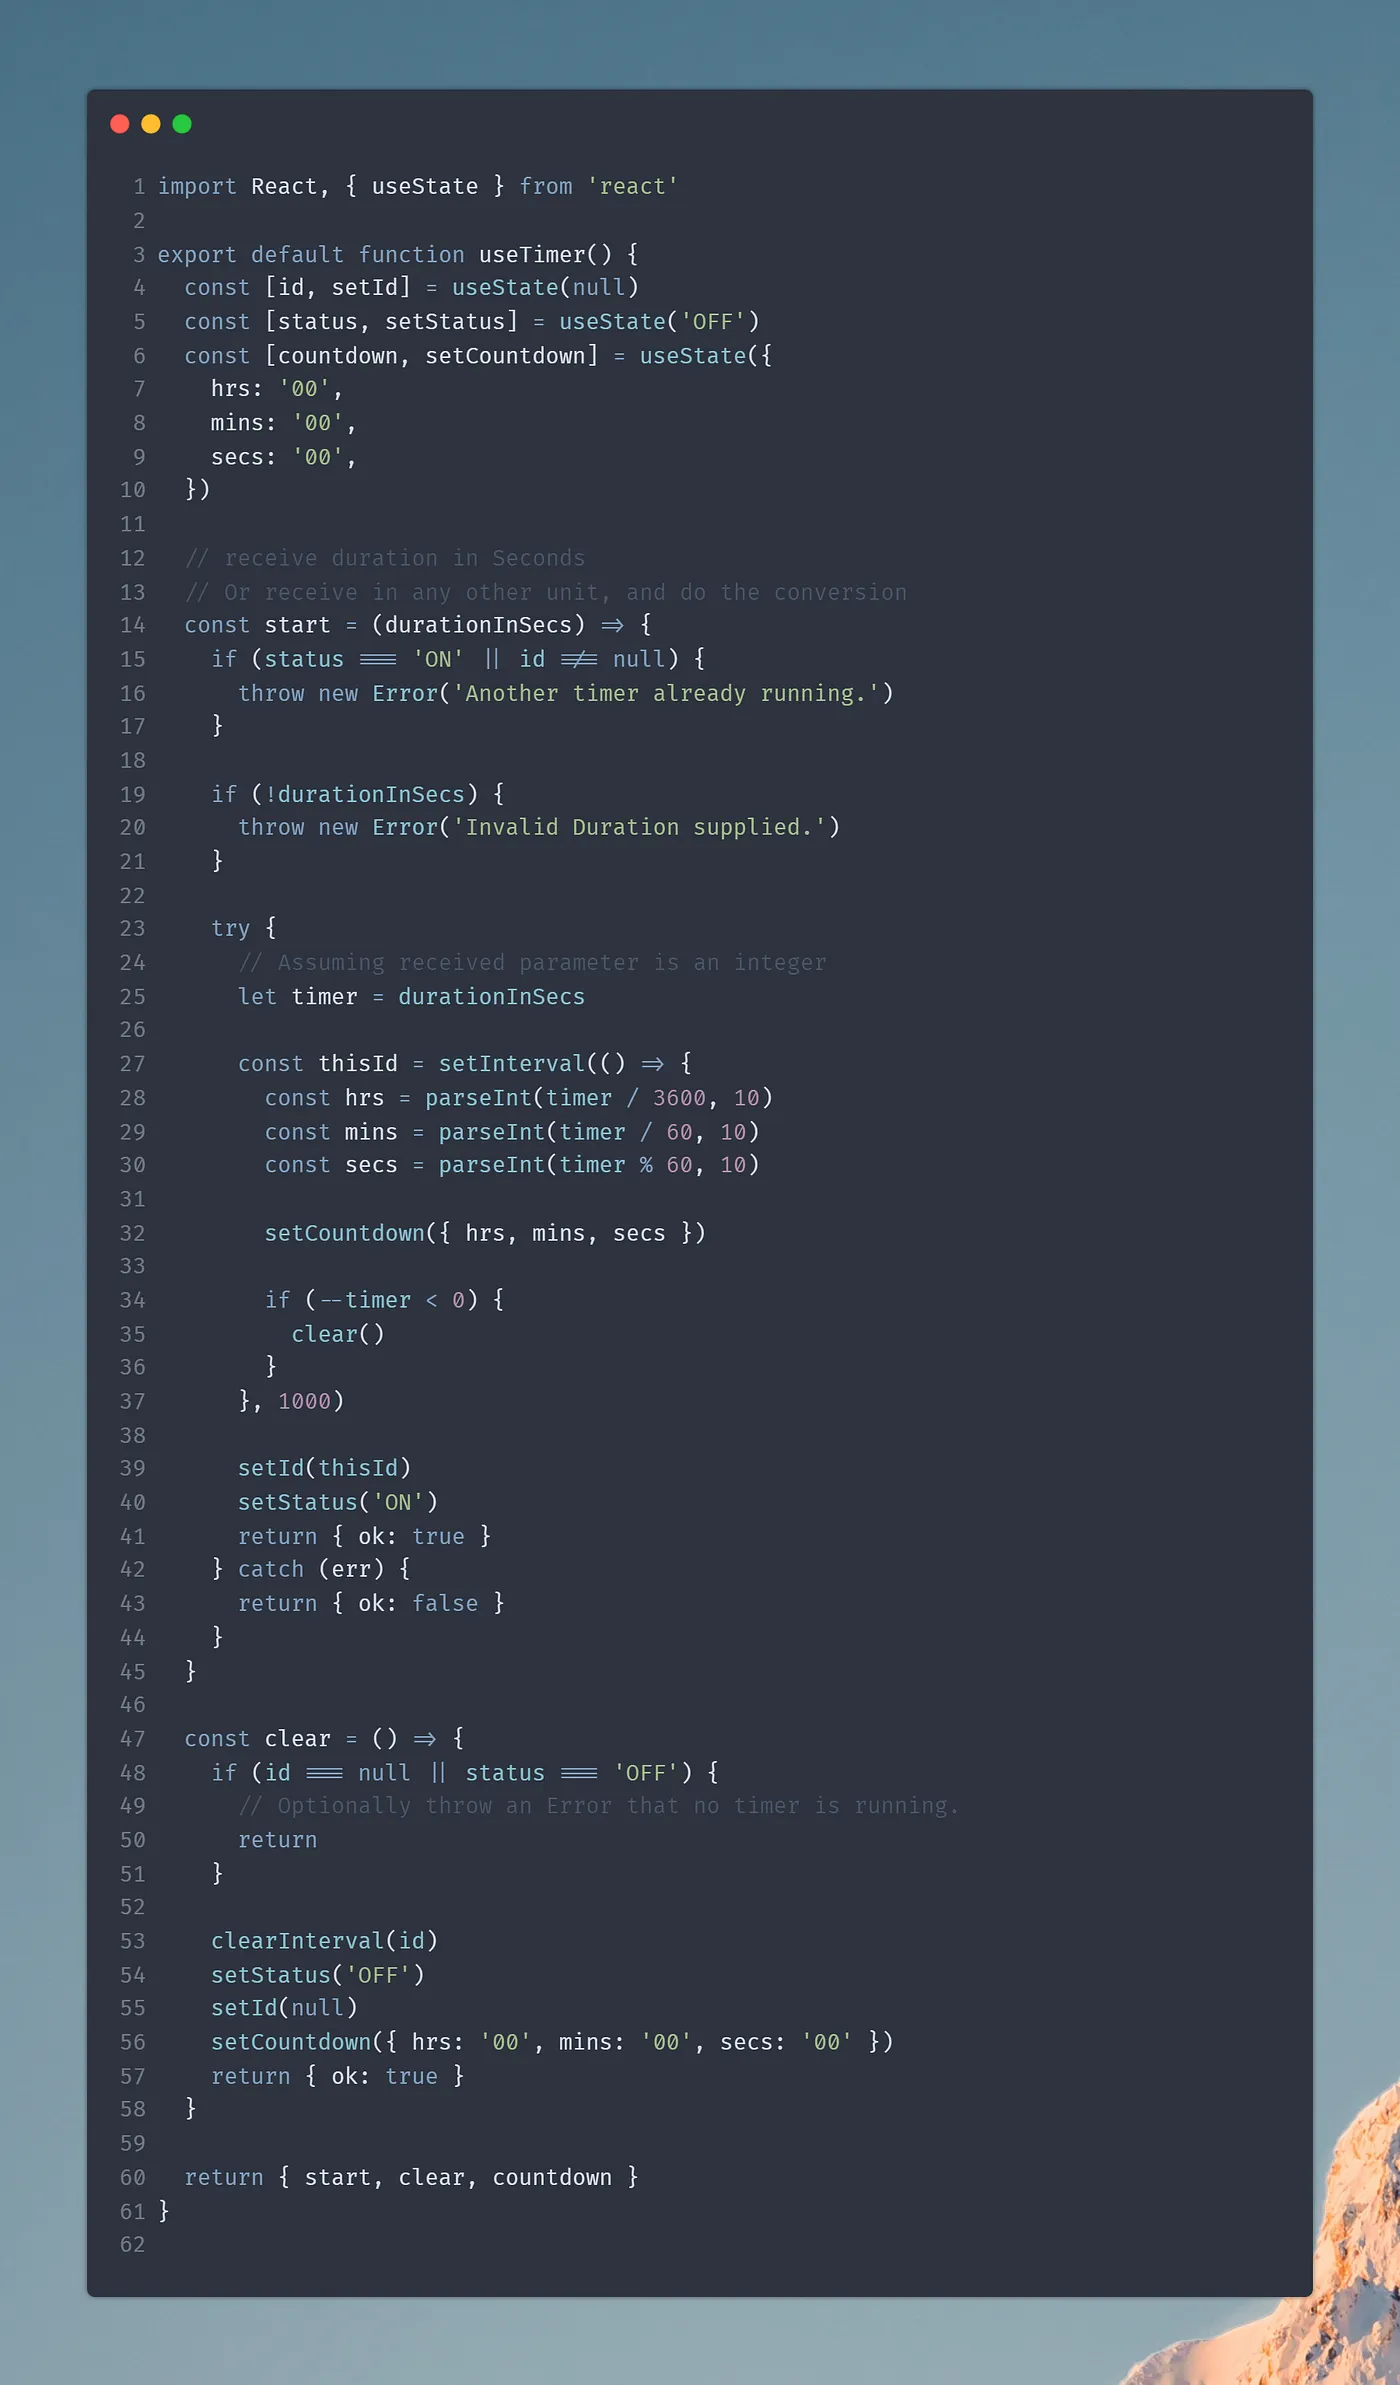 1 import React, { useState } from 'react'
2
3 export default function useTimer() {
4   const [id, setId] = useState(null)
5   const [status, setStatus] = useState('OFF')
6   const [countdown, setCountdown] = useState({
7     hrs: '00',
8     mins: '00',
9     secs: '00',
10   })
11
12   // receive duration in Seconds
13   // Or receive in any other unit, and do the conversion
14   const start = (durationInSecs) => {
15     if (status === 'ON' || id !== null) {
16       throw new Error('Another timer already running.')
17     }
18
19     if (!durationInSecs) {
20       throw new Error('Invalid Duration supplied.')
21     }
22
23     try {
24       // Assuming received parameter is an integer
25       let timer = durationInSecs
26
27       const thisId = setInterval(() => {
28         const hrs = parseInt(timer / 3600, 10)
29         const mins = parseInt(timer / 60, 10)
30         const secs = parseInt(timer % 60, 10)
31
32         setCountdown({ hrs, mins, secs })
33
34         if (--timer < 0) {
35           clear()
36         }
37       }, 1000)
38
39       setId(thisId)
40       setStatus('ON')
41       return { ok: true }
42     } catch (err) {
43       return { ok: false }
44     }
45   }
46
47   const clear = () => {
48     if (id === null || status === 'OFF') {
49       // Optionally throw an Error that no timer is running.
50       return
51     }
52
53     clearInterval(id)
54     setStatus('OFF')
55     setId(null)
56     setCountdown({ hrs: '00', mins: '00', secs: '00' })
57     return { ok: true }
58   }
59
60   return { start, clear, countdown }
61 }
62